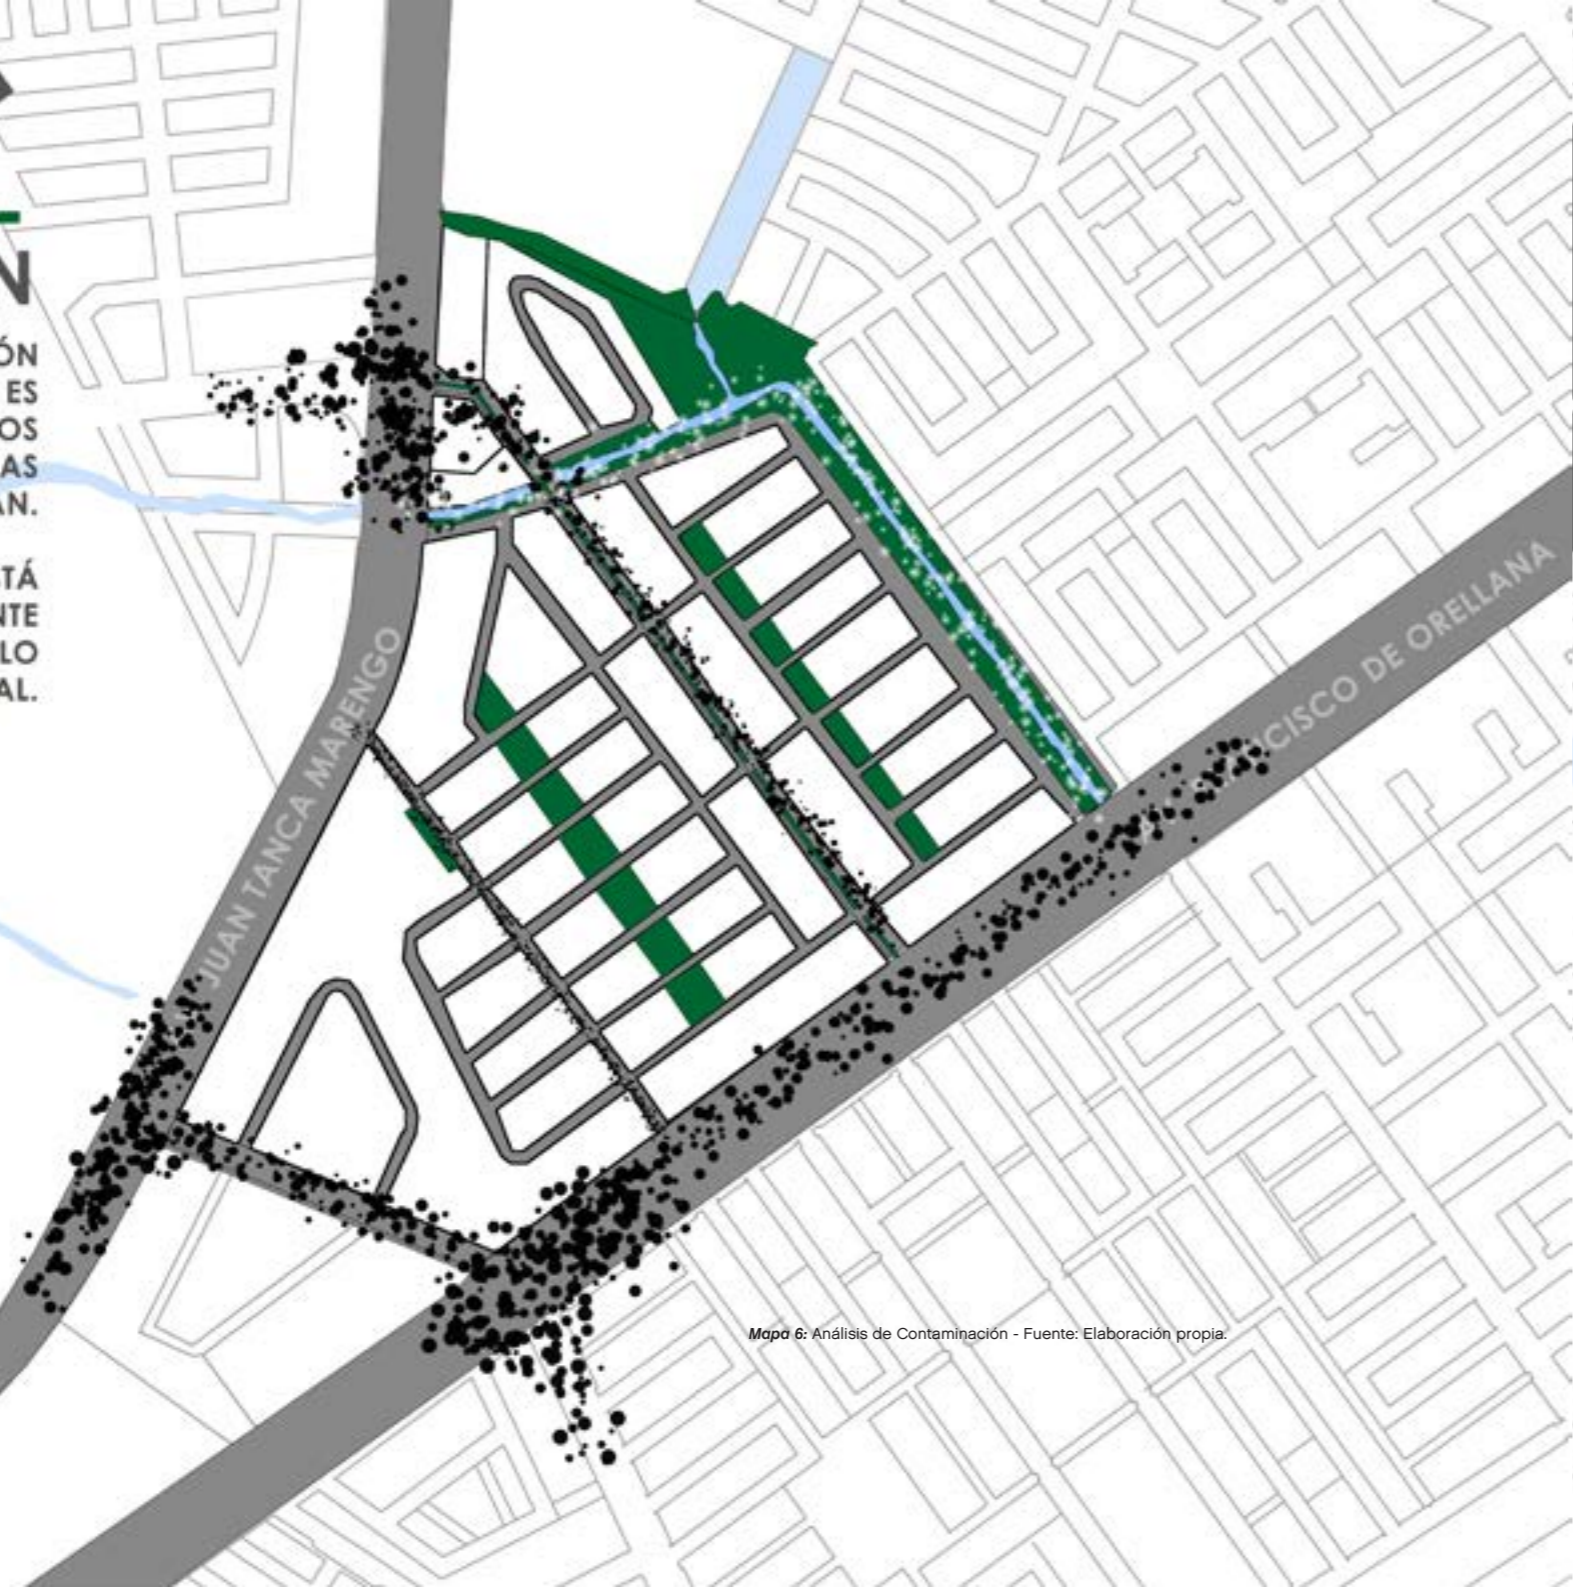 N
ÓN
ES
OS
AS
AN.
STÁ
NTE
LO
AL.
JUAN TANCA MARENGO
CISCO DE ORELLANA
Mapa 6: Análisis de Contaminación - Fuente: Elaboración propia.